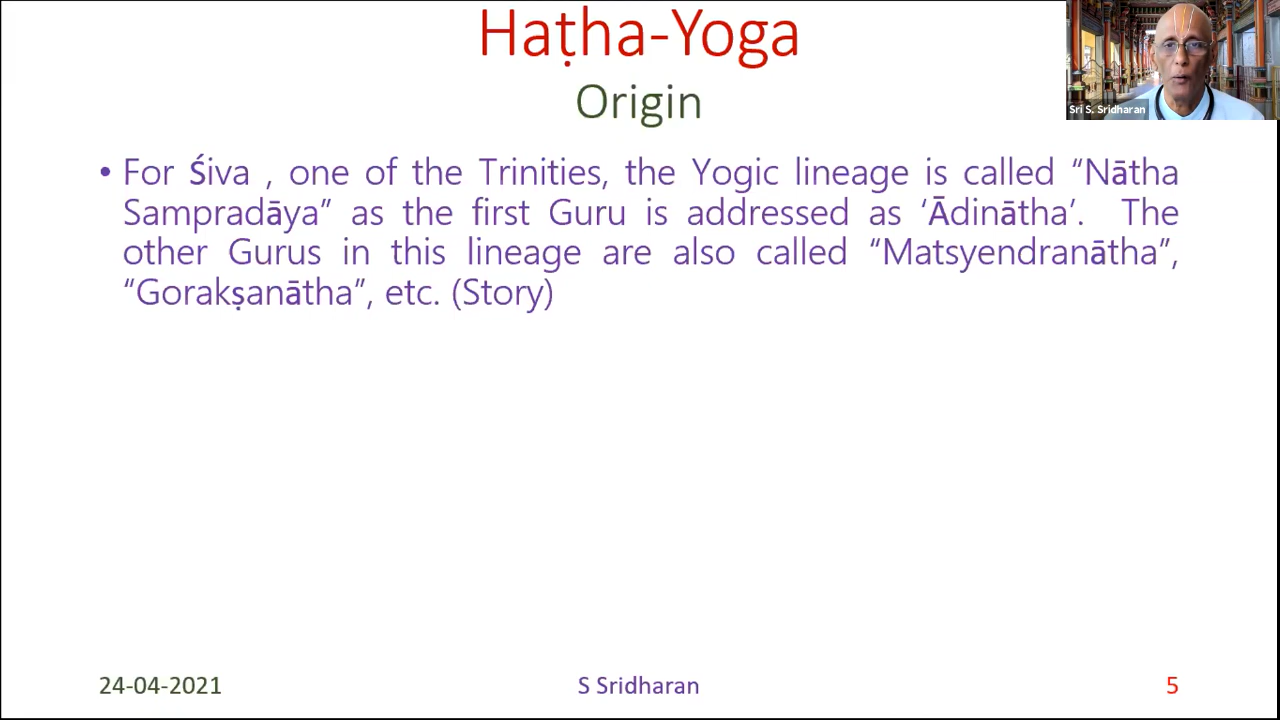 Haṭha-Yoga
Origin
Sri S. Sridharan
• For Śiva , one of the Trinities, the Yogic lineage is called “Nātha
Sampradāya” as the first Guru is addressed as ‘Ādinātha’. The
other Gurus in this lineage are also called “Matsyendranātha”,
“Gorakṣanātha”, etc. (Story)
24-04-2021
S Sridharan
5